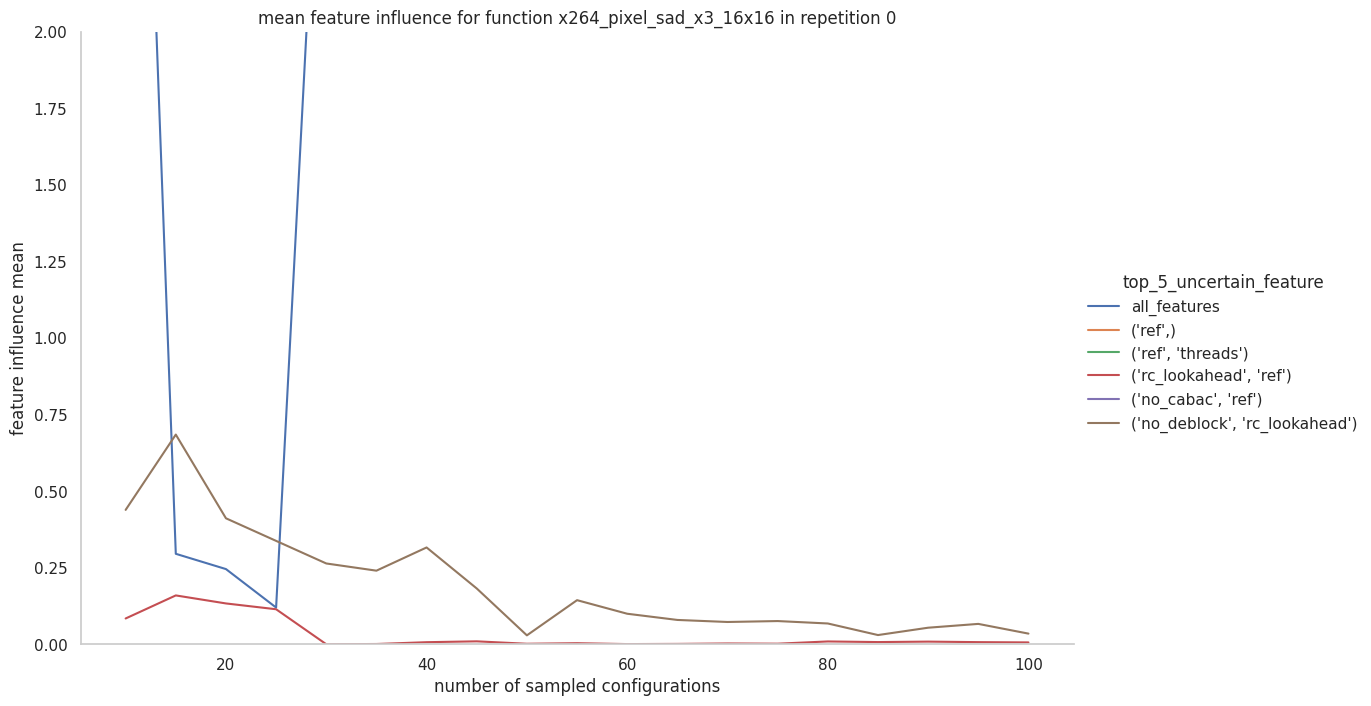 mean feature influence for function x264_pixel_sad_x3_16x16 in repetition 0
2.00
1.75
1.50
1.25
1.00
0.75
0.50
0.25
0.00
feature influence mean
20
40
60
80
100
number of sampled configurations
top_5_uncertain_feature
all_features
('ref',)
('ref', 'threads')
('rc_lookahead', 'ref')
('no_cabac', 'ref')
('no_deblock', 'rc_lookahead')